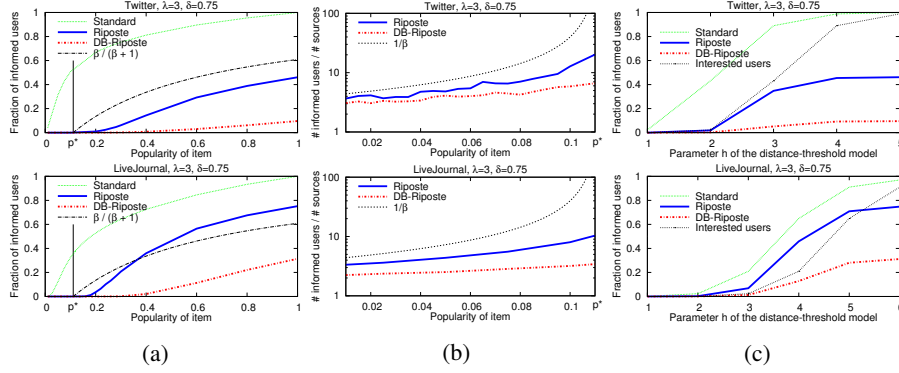 Twitter, λ=3, δ=0.75
Fraction of informed users
1
0.8
0.6
0.4
0.2
0
Standard
Riposte
DB-Riposte
β / (β + 1)
0 p* 0.2 0.4 0.6 0.8 1
Popularity of item
Twitter, λ=3, δ=0.75
# informed users / # sources
100
10
1
Riposte
DB-Riposte
1/β
0.02 0.04 0.06 0.08 0.1 p*
Popularity of item
Twitter, λ=3, δ=0.75
Fraction of informed users
1
0.8
0.6
0.4
0.2
0
Standard
Riposte
DB-Riposte
Interested users
1 2 3 4 5
Parameter h of the distance-threshold model
LiveJournal, λ=3, δ=0.75
Fraction of informed users
1
0.8
0.6
0.4
0.2
0
Standard
Riposte
DB-Riposte
β / (β + 1)
0 p* 0.2 0.4 0.6 0.8 1
Popularity of item
LiveJournal, λ=3, δ=0.75
# informed users / # sources
100
10
1
Riposte
DB-Riposte
1/β
0.02 0.04 0.06 0.08 0.1 p*
Popularity of item
LiveJournal, λ=3, δ=0.75
Fraction of informed users
1
0.8
0.6
0.4
0.2
0
Standard
Riposte
DB-Riposte
Interested users
1 2 3 4 5 6
Parameter h of the distance-threshold model
(a)
(b)
(c)